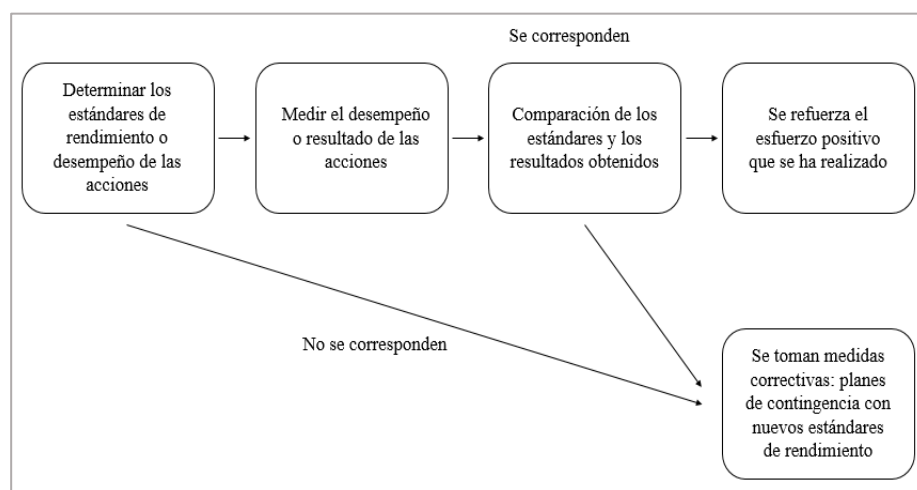 Se corresponden
Determinar los
estándares de
rendimiento o
desempeño de las
acciones
Medir el desempeño
o resultado de las
acciones
Comparación de los
estándares y los
resultados obtenidos
Se refuerza el
esfuerzo positivo
que se ha realizado
No se corresponden
Se toman medidas
correctivas: planes
de contingencia con
nuevos estándares
de rendimiento